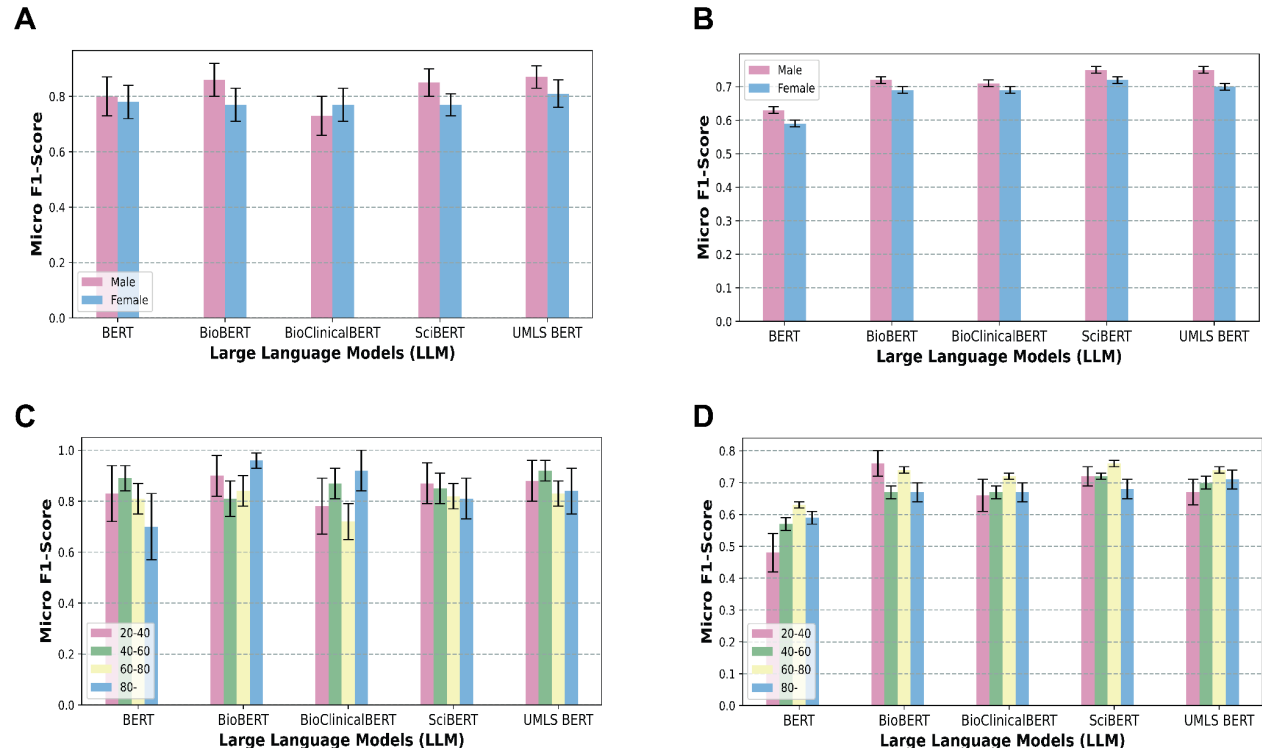 A
Micro F1-Score
0.8
0.6
0.4
0.2
0.0
Male
Female
BERT
BioBERT
BioClinicalBERT
SciBERT
UMLS BERT
Large Language Models (LLM)
B
Micro F1-Score
0.7
0.6
0.5
0.4
0.3
0.2
0.1
0.0
Male
Female
BERT
BioBERT
BioClinicalBERT
SciBERT
UMLS BERT
Large Language Models (LLM)
C
Micro F1-Score
1.0
0.8
0.6
0.4
0.2
0.0
20-40
40-60
60-80
80-
BERT
BioBERT
BioClinicalBERT
SciBERT
UMLS BERT
Large Language Models (LLM)
D
Micro F1-Score
0.8
0.7
0.6
0.5
0.4
0.3
0.2
0.1
0.0
20-40
40-60
60-80
80-
BERT
BioBERT
BioClinicalBERT
SciBERT
UMLS BERT
Large Language Models (LLM)